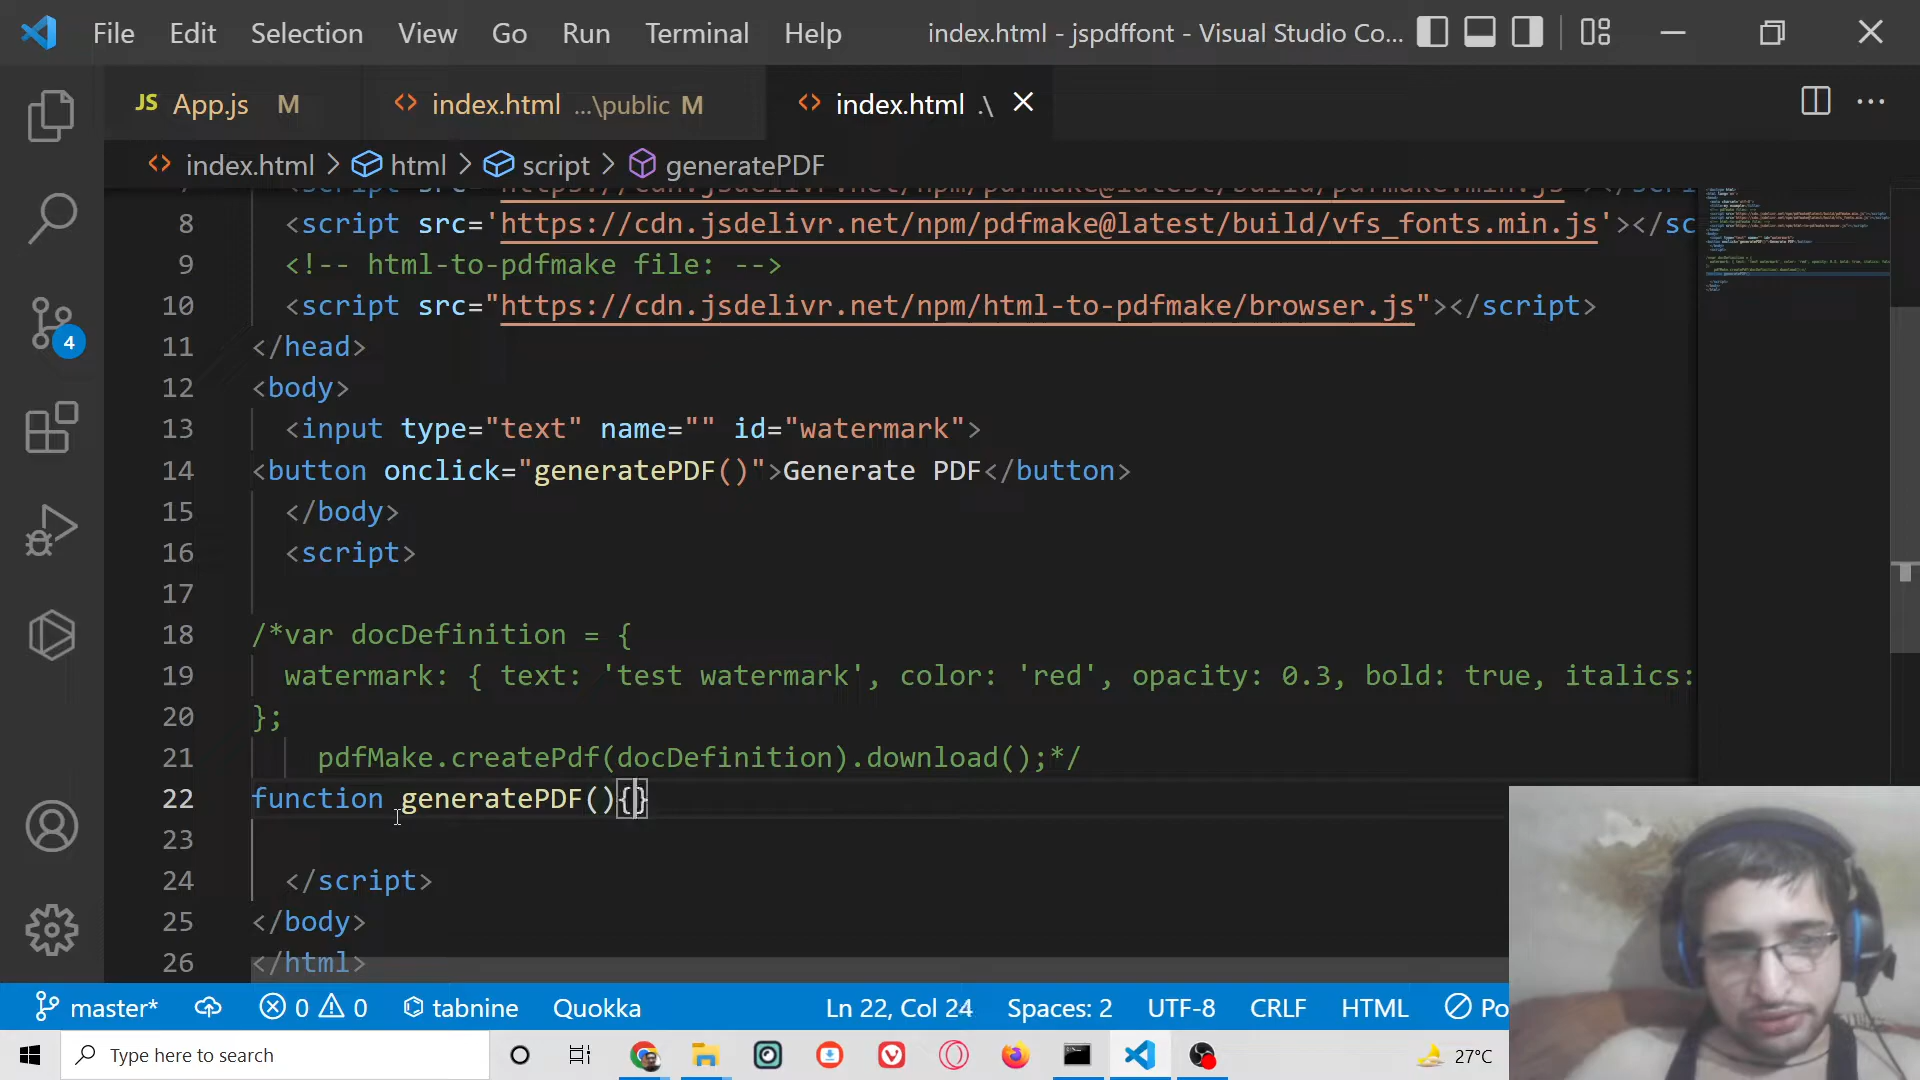 File Edit Selection View Go Run Terminal Help index.html - jspdffont - Visual Studio Co...
JS App.js M index.html ...\public M index.html .\
index.html > html > script > generatePDF
8 <script src='https://cdn.jsdelivr.net/npm/pdfmake@latest/build/vfs_fonts.min.js'></sc
9 <!-- html-to-pdfmake file: -->
10 <script src="https://cdn.jsdelivr.net/npm/html-to-pdfmake/browser.js"></script>
11 </head>
12 <body>
13 <input type="text" name="" id="watermark">
14 <button onclick="generatePDF()">Generate PDF</button>
15 </body>
16 <script>
17
18 /*var docDefinition = {
19 watermark: { text: 'test watermark', color: 'red', opacity: 0.3, bold: true, italics:
20 };
21 pdfMake.createPdf(docDefinition).download();*/
22 function generatePDF(){}
23
24 </script>
25 </body>
26 </html>
4
master* 0 0 tabnine Quokka Ln 22, Col 24 Spaces: 2 UTF-8 CRLF HTML Po
Type here to search 27°C